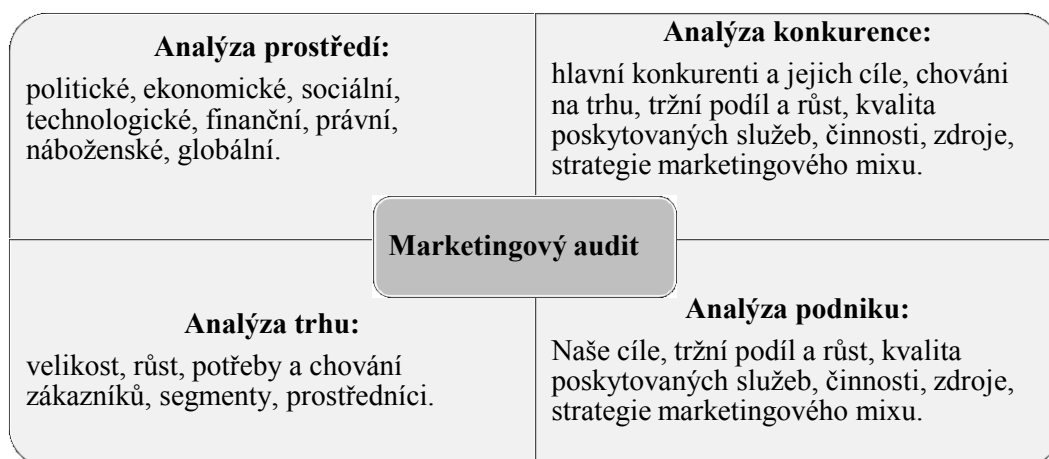 Analýza prostředí:
politické, ekonomické, sociální,
technologické, finanční, právní,
náboženské, globální.
Analýza konkurence:
hlavní konkurenti a jejich cíle, chováni
na trhu, tržní podíl a růst, kvalita
poskytovaných služeb, činnosti, zdroje,
strategie marketingového mixu.
Marketingový audit
Analýza trhu:
velikost, růst, potřeby a chování
zákazníků, segmenty, prostředníci.
Analýza podniku:
Naše cíle, tržní podíl a růst, kvalita
poskytovaných služeb, činnosti, zdroje,
strategie marketingového mixu.